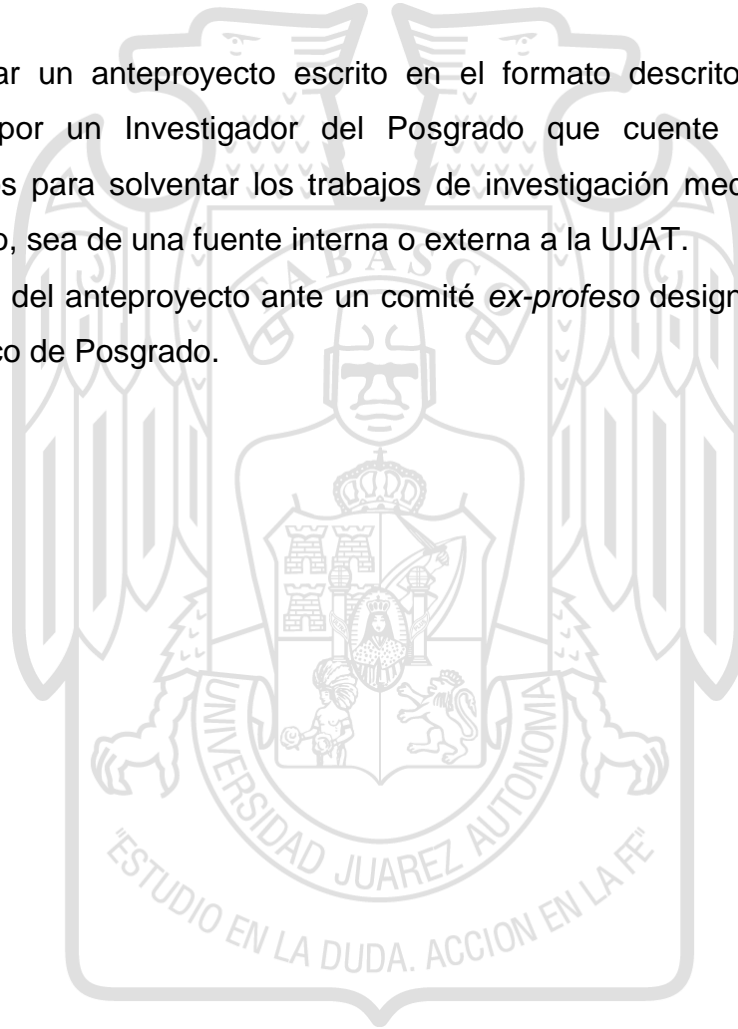 ar un anteproyecto escrito en el formato descrito
por un Investigador del Posgrado que cuente
s para solventar los trabajos de investigación med
o, sea de una fuente interna o externa a la UJAT.
del anteproyecto ante un comité ex-profeso design
co de Posgrado.
TABASCO
UNIVERSIDAD JUAREZ AUTONOMA
"ESTUDIO EN LA DUDA. ACCION EN LA FE"